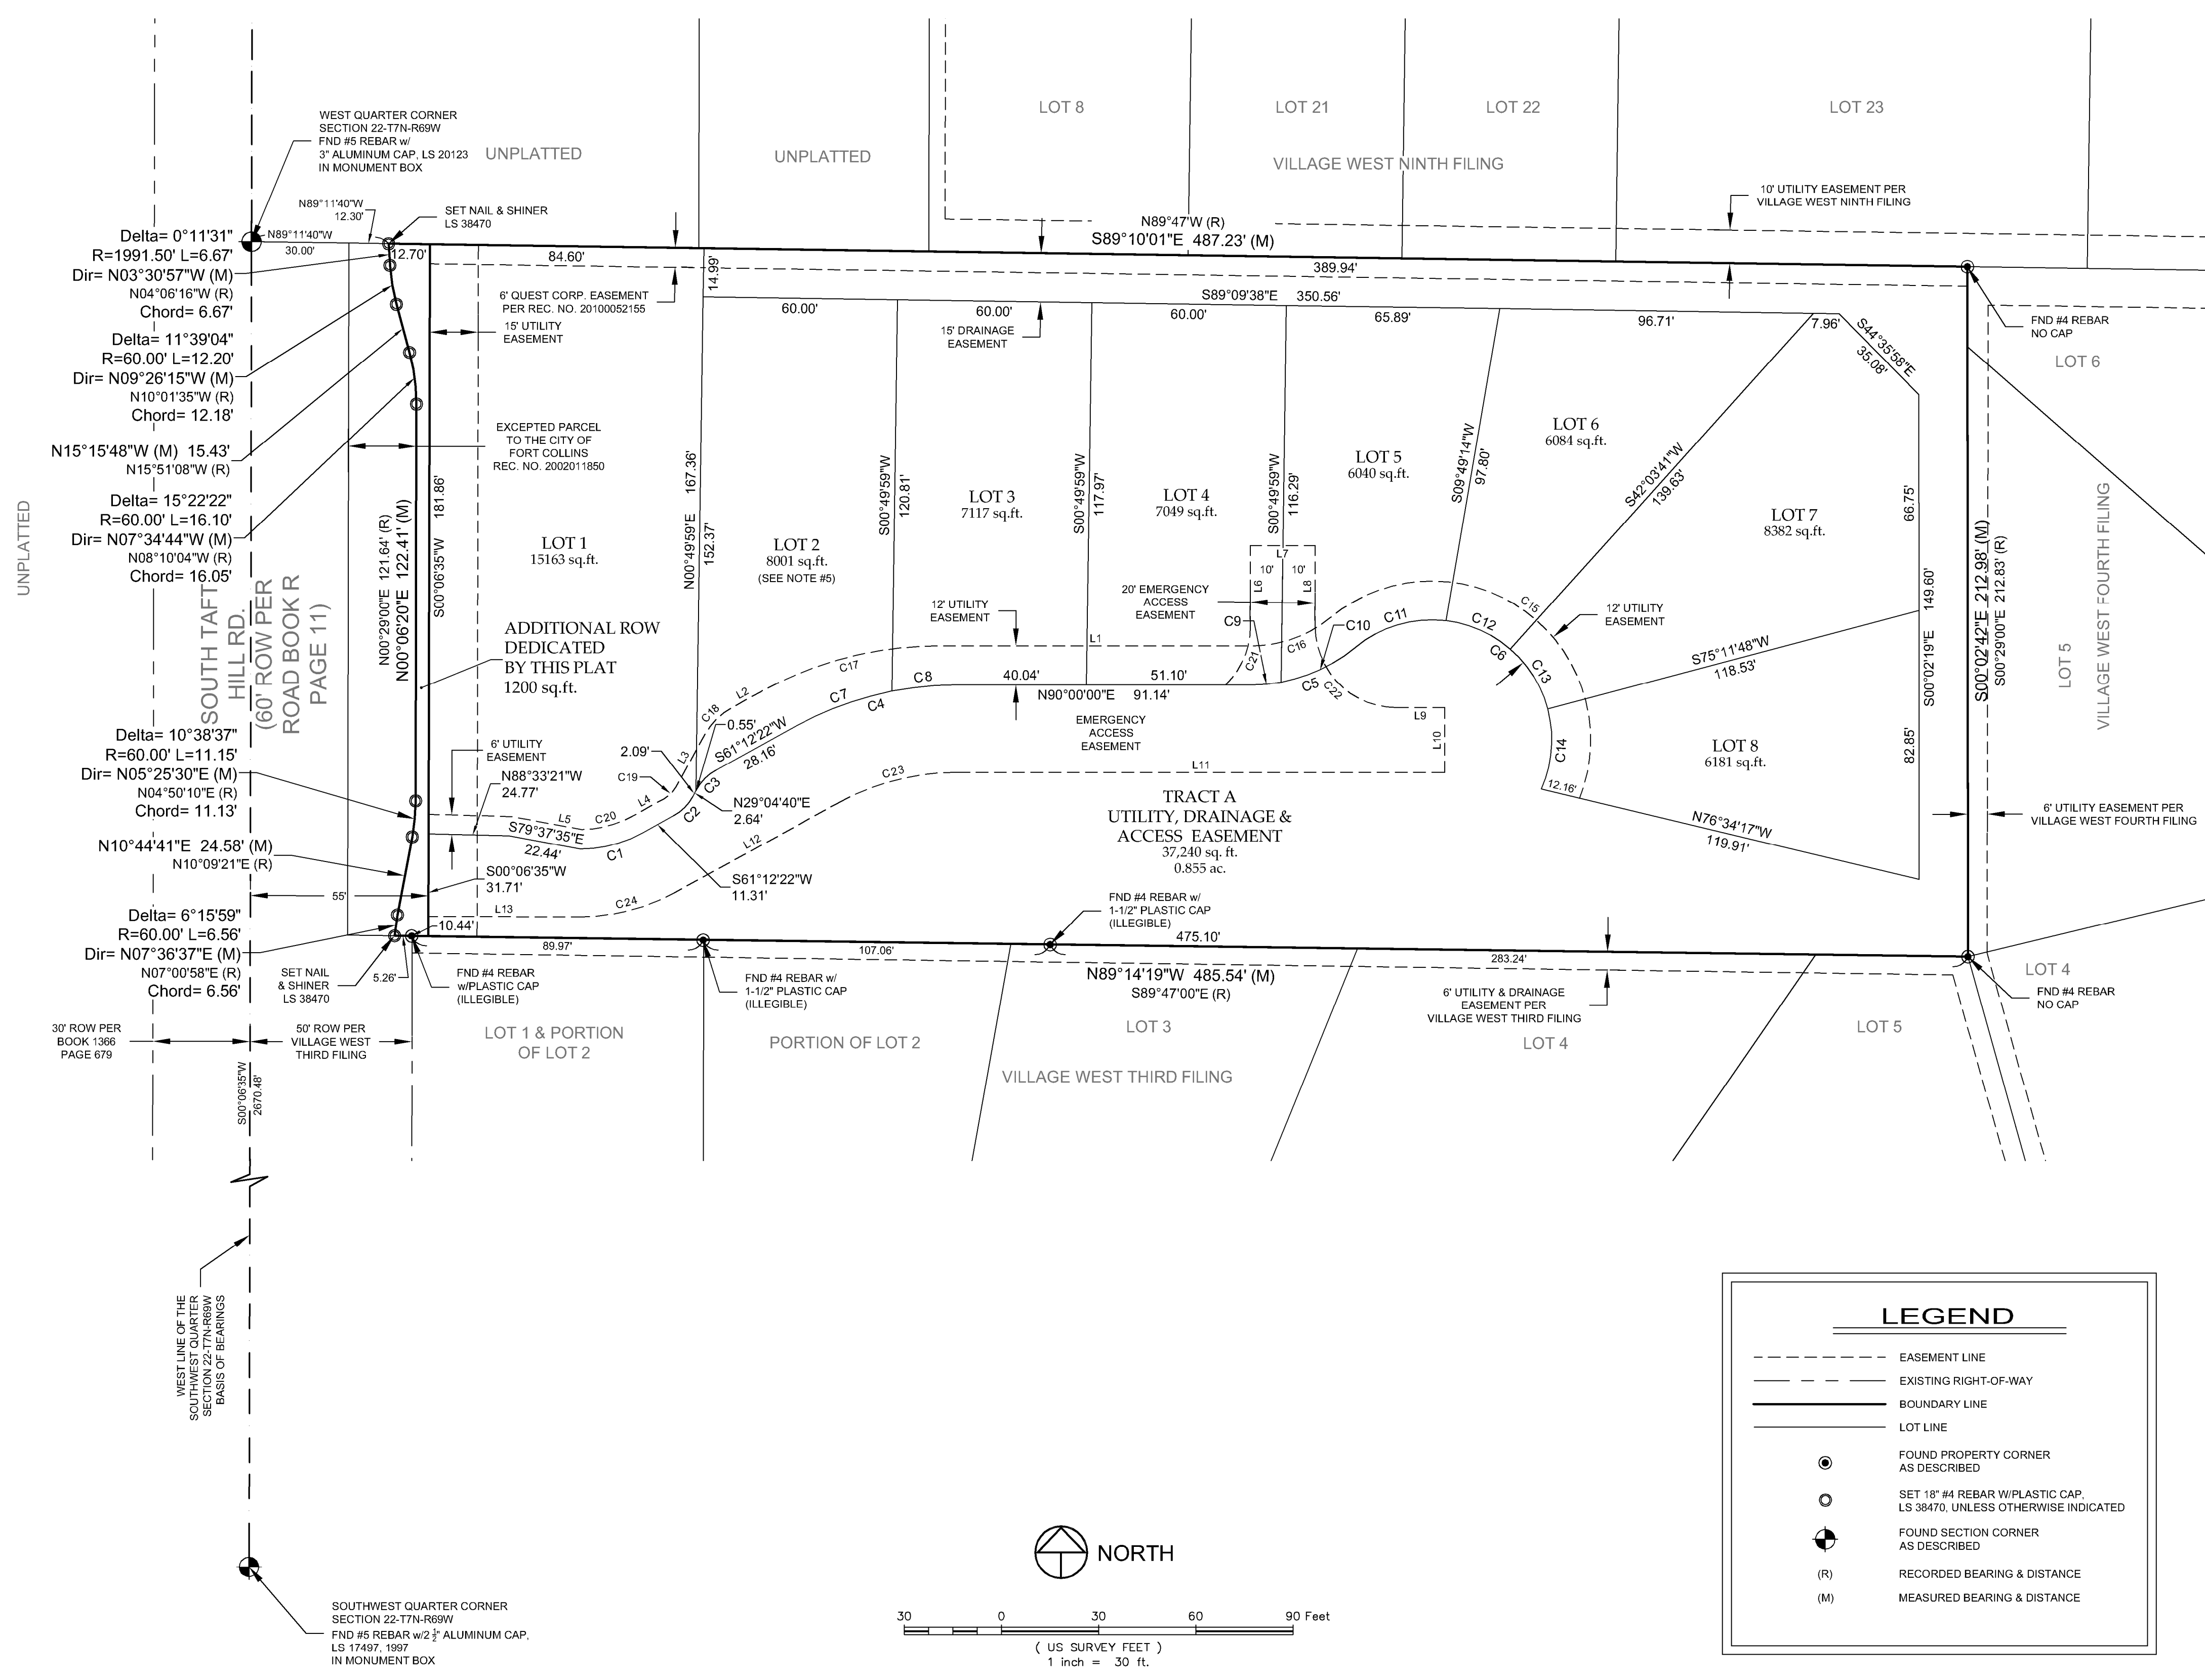 WEST QUARTER CORNER
SECTION 22-T7N-R69W
FND #5 REBAR w/
3" ALUMINUM CAP, LS 20123
IN MONUMENT BOX
UNPLATTED
UNPLATTED
LOT 8
LOT 21
LOT 22
LOT 23
VILLAGE WEST NINTH FILING
10' UTILITY EASEMENT PER
VILLAGE WEST NINTH FILING
N89°11'40"W
12.30'
SET NAIL & SHINER
LS 38470
N89°11'40"W
30.00'
12.70'
84.60'
14.99'
N89°47'W (R)
S89°10'01"E 487.23' (M)
389.94'
Delta= 0°11'31"
R=1991.50' L=6.67'
Dir= N03°30'57"W (M)
N04°06'16"W (R)
Chord= 6.67'
Delta= 11°39'04"
R=60.00' L=12.20'
Dir= N09°26'15"W (M)
N10°01'35"W (R)
Chord= 12.18'
N15°15'48"W (M) 15.43'
N15°51'08"W (R)
Delta= 15°22'22"
R=60.00' L=16.10'
Dir= N07°34'44"W (M)
N08°10'04"W (R)
Chord= 16.05'
6' QUEST CORP. EASEMENT
PER REC. NO. 20100052155
15' UTILITY
EASEMENT
EXCEPTED PARCEL
TO THE CITY OF
FORT COLLINS
REC. NO. 2002011850
S89°09'38"E 350.56'
60.00'
60.00'
60.00'
65.89'
96.71'
7.96'
15' DRAINAGE
EASEMENT
S44°35'58"E
35.08'
FND #4 REBAR
NO CAP
LOT 6
UNPLATTED
SOUTH TAFT
HILL RD.
(60' ROW PER
ROAD BOOK R
PAGE 11)
N00°29'00"E 121.64' (R)
N00°06'20"E 122.41' (M)
S00°06'35"W 181.86'
LOT 1
15163 sq.ft.
N00°49'59'E 167.36'
152.37'
LOT 2
8001 sq.ft.
(SEE NOTE #5)
S00°49'59"W
120.81'
LOT 3
7117 sq.ft.
S00°49'59"W
117.97'
LOT 4
7049 sq.ft.
S00°49'59"W
116.29'
LOT 5
6040 sq.ft.
S09°49'14"W
97.80'
LOT 6
6084 sq.ft.
S42°03'41"W
139.63'
LOT 7
8382 sq.ft.
66.75'
S00°02'19"E 149.60'
82.85'
S00°02'42"E 212.98' (M)
S00°29'00"E 212.83' (R)
LOT 5
VILLAGE WEST FOURTH FILING
L7
10' 10'
L6
L8
20' EMERGENCY
ACCESS
EASEMENT
12' UTILITY
EASEMENT
C9
C10
C11
C12
C15
12' UTILITY
EASEMENT
C6
C13
C14
L1
C16
C21
C22
C5
S75°11'48"W
118.53'
LOT 8
6181 sq.ft.
12.16'
N76°34'17"W
119.91'
6' UTILITY EASEMENT PER
VILLAGE WEST FOURTH FILING
ADDITIONAL ROW
DEDICATED
BY THIS PLAT
1200 sq.ft.
C17
C8
C7
C4
L2
C18
0.55'
40.04'
51.10'
N90°00'00"E 91.14'
EMERGENCY
ACCESS
EASEMENT
L9
L10
L11
C23
S61°12'22"W
28.16'
2.09'
L3
C19
C3
N29°04'40"E
2.64'
C2
L4
C20
L5
6' UTILITY
EASEMENT
N88°33'21"W
24.77'
S79°37'35"E
22.44'
C1
L12
S61°12'22"W
11.31'
C24
L13
S00°06'35"W
31.71'
TRACT A
UTILITY, DRAINAGE &
ACCESS EASEMENT
37,240 sq. ft.
0.855 ac.
Delta= 10°38'37"
R=60.00' L=11.15'
Dir= N05°25'30"E (M)
N04°50'10"E (R)
Chord= 11.13'
N10°44'41"E 24.58' (M)
N10°09'21"E (R)
55'
Delta= 6°15'59"
R=60.00' L=6.56'
Dir= N07°36'37"E (M)
N07°00'58"E (R)
Chord= 6.56'
10.44'
89.97'
107.06'
475.10'
283.24'
FND #4 REBAR w/
1-1/2" PLASTIC CAP
(ILLEGIBLE)
SET NAIL
& SHINER
LS 38470
5.26'
FND #4 REBAR
w/PLASTIC CAP
(ILLEGIBLE)
FND #4 REBAR w/
1-1/2" PLASTIC CAP
(ILLEGIBLE)
N89°14'19"W 485.54' (M)
S89°47'00"E (R)
6' UTILITY & DRAINAGE
EASEMENT PER
VILLAGE WEST THIRD FILING
LOT 4
FND #4 REBAR
NO CAP
30' ROW PER
BOOK 1366
PAGE 679
50' ROW PER
VILLAGE WEST
THIRD FILING
LOT 1 & PORTION
OF LOT 2
PORTION OF LOT 2
LOT 3
LOT 4
LOT 5
VILLAGE WEST THIRD FILING
S00°06'35"W
2670.48'
WEST LINE OF THE
SOUTHWEST QUARTER
SECTION 22-T7N-R69W
BASIS OF BEARINGS
SOUTHWEST QUARTER CORNER
SECTION 22-T7N-R69W
FND #5 REBAR w/2 1/2" ALUMINUM CAP,
LS 17497, 1997
IN MONUMENT BOX
NORTH
30 0 30 60 90 Feet
( US SURVEY FEET )
1 inch = 30 ft.
LEGEND
EASEMENT LINE
EXISTING RIGHT-OF-WAY
BOUNDARY LINE
LOT LINE
FOUND PROPERTY CORNER
AS DESCRIBED
SET 18" #4 REBAR W/PLASTIC CAP,
LS 38470, UNLESS OTHERWISE INDICATED
FOUND SECTION CORNER
AS DESCRIBED
(R) RECORDED BEARING & DISTANCE
(M) MEASURED BEARING & DISTANCE